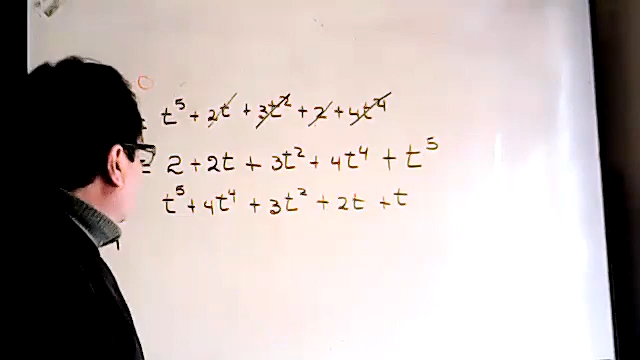 = t⁵ + 2t + 3t² + 2 + 4t⁴
= 2 + 2t + 3t² + 4t⁴ + t⁵
t⁵ + 4t⁴ + 3t² + 2t + t